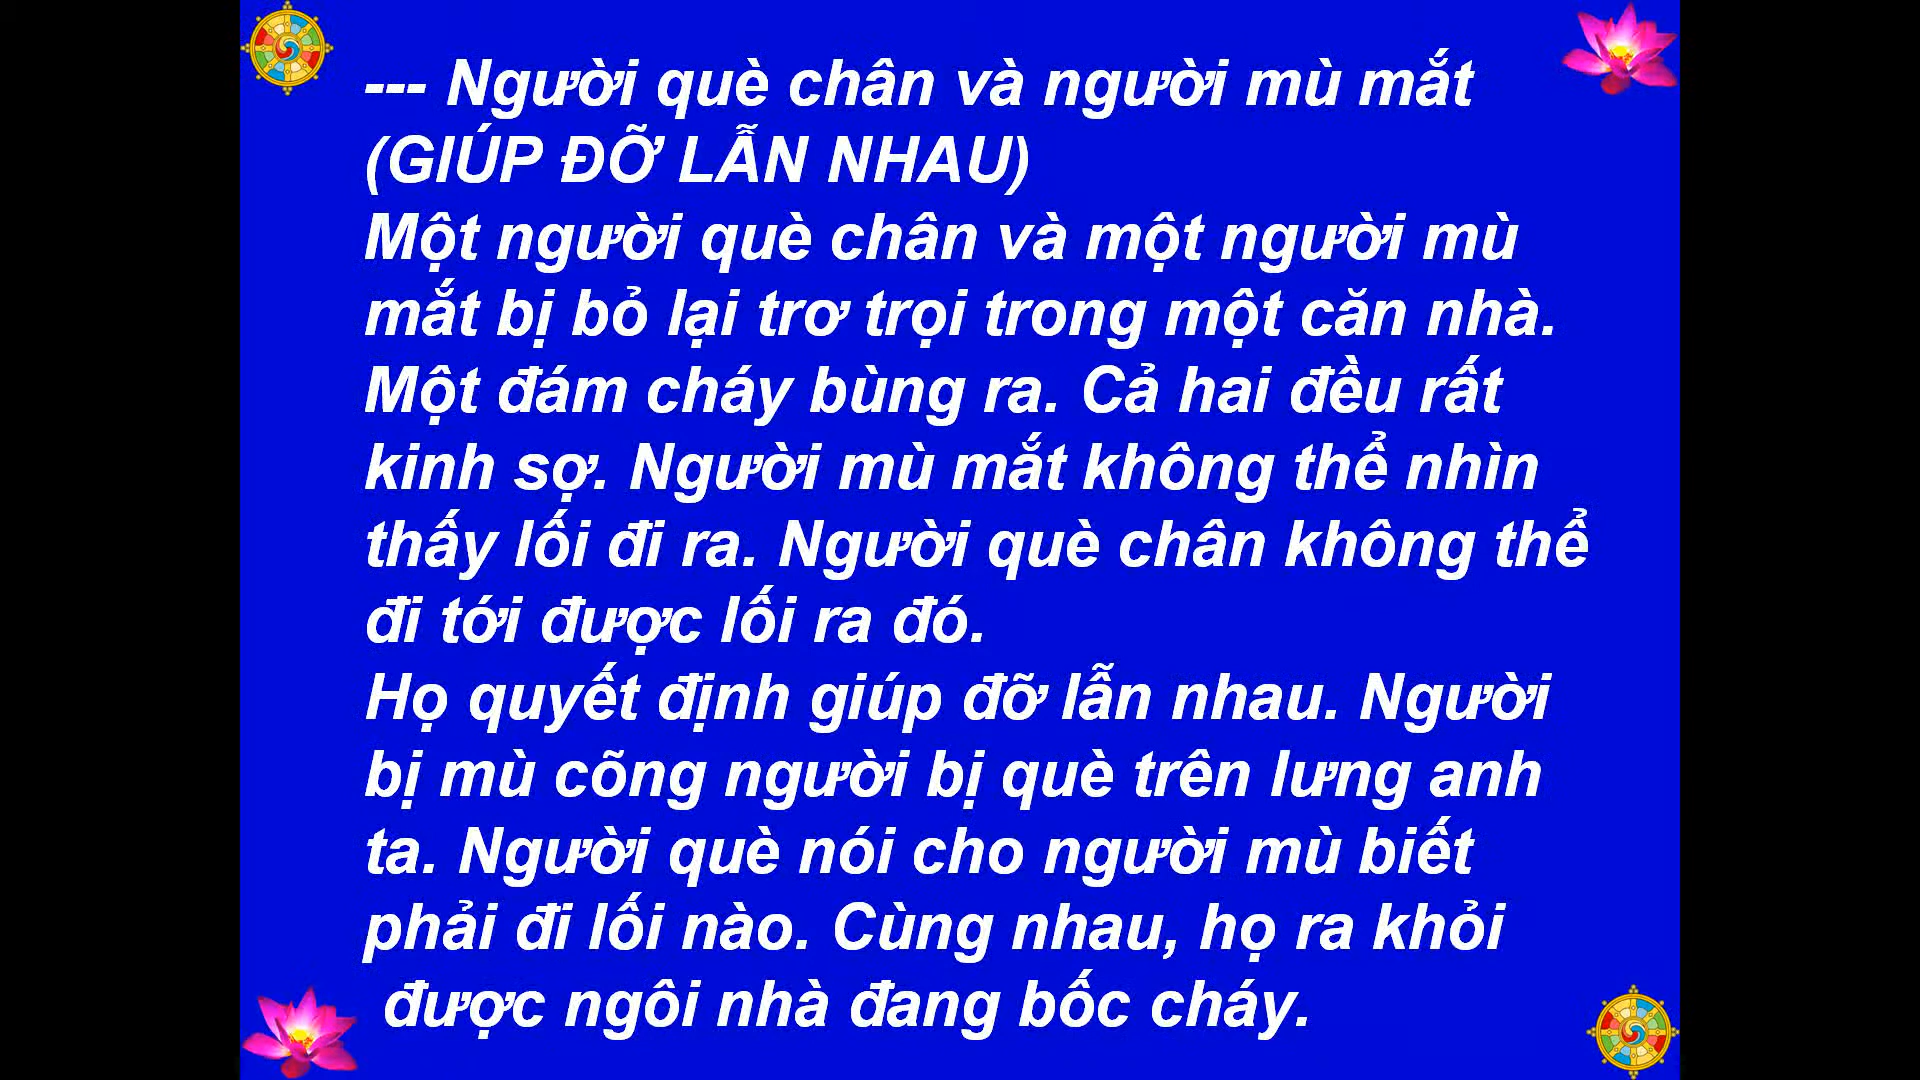 --- Người què chân và người mù mắt
(GIÚP ĐỠ LẪN NHAU)
Một người què chân và một người mù
mắt bị bỏ lại trơ trọi trong một căn nhà.
Một đám cháy bùng ra. Cả hai đều rất
kinh sợ. Người mù mắt không thể nhìn
thấy lối đi ra. Người què chân không thể
đi tới được lối ra đó.
Họ quyết định giúp đỡ lẫn nhau. Người
bị mù cõng người bị què trên lưng anh
ta. Người què nói cho người mù biết
phải đi lối nào. Cùng nhau, họ ra khỏi
được ngôi nhà đang bốc cháy.